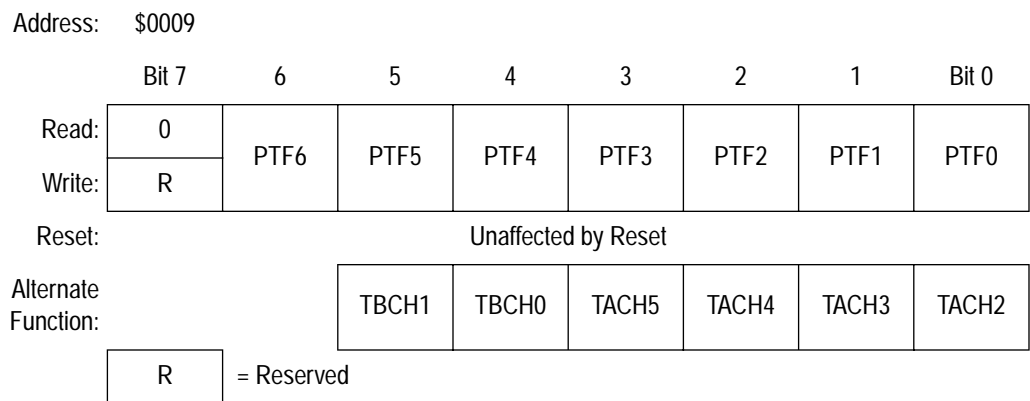 Address: $0009
Bit 7 6 5 4 3 2 1 Bit 0
Read: 0 PTF6 PTF5 PTF4 PTF3 PTF2 PTF1 PTF0
Write: R
Reset: Unaffected by Reset
Alternate
Function: TBCH1 TBCH0 TACH5 TACH4 TACH3 TACH2
R = Reserved